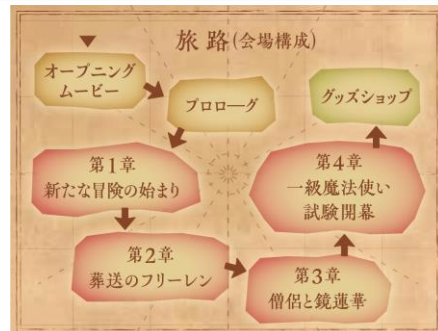 旅路(会場構成)
オープニング
ムービー
プロローグ
第1章
新たな冒険の始まり
第2章
葬送のフリーレン
第3章
僧侶と鏡蓮華
第4章
一級魔法使い
試験開幕
グッズショップ